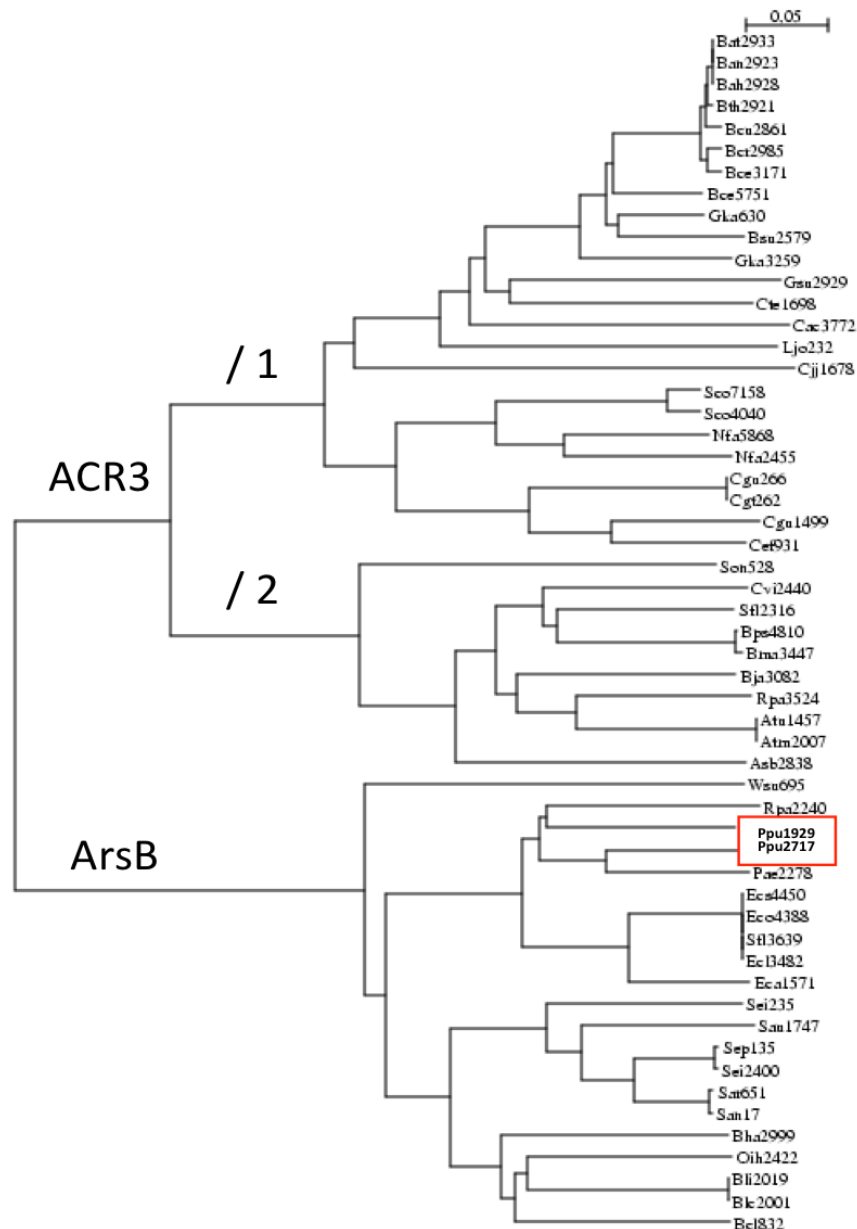 0.05
Bat2933
Ban2923
Bah2928
Bth2921
Bcu2861
Bct2985
Bce3171
Bce5751
Gka630
Bsu2579
Gka3259
Gsu2929
Cte1698
Cac3772
Ljo232
/ 1
Cjj1678
Sco7158
Sco4040
Nfa5868
Nfa2455
ACR3
Cgu266
Cgt262
Cgu1499
Cef931
Son528
/ 2
Cvi2440
Sfl2316
Bps4810
Bma3447
Bja3082
Rpa3524
Atu1457
Atm2007
Asb2838
Wsu695
Rpa2240
Ppu1929
Ppu2717
ArsB
Pae2278
Ecs4450
Eco4388
Sfl3639
Ecl3482
Eca1571
Sei235
Sau1747
Sep135
Sei2400
Sar651
San17
Bha2999
Oih2422
Bli2019
Blc2001
Bcl832